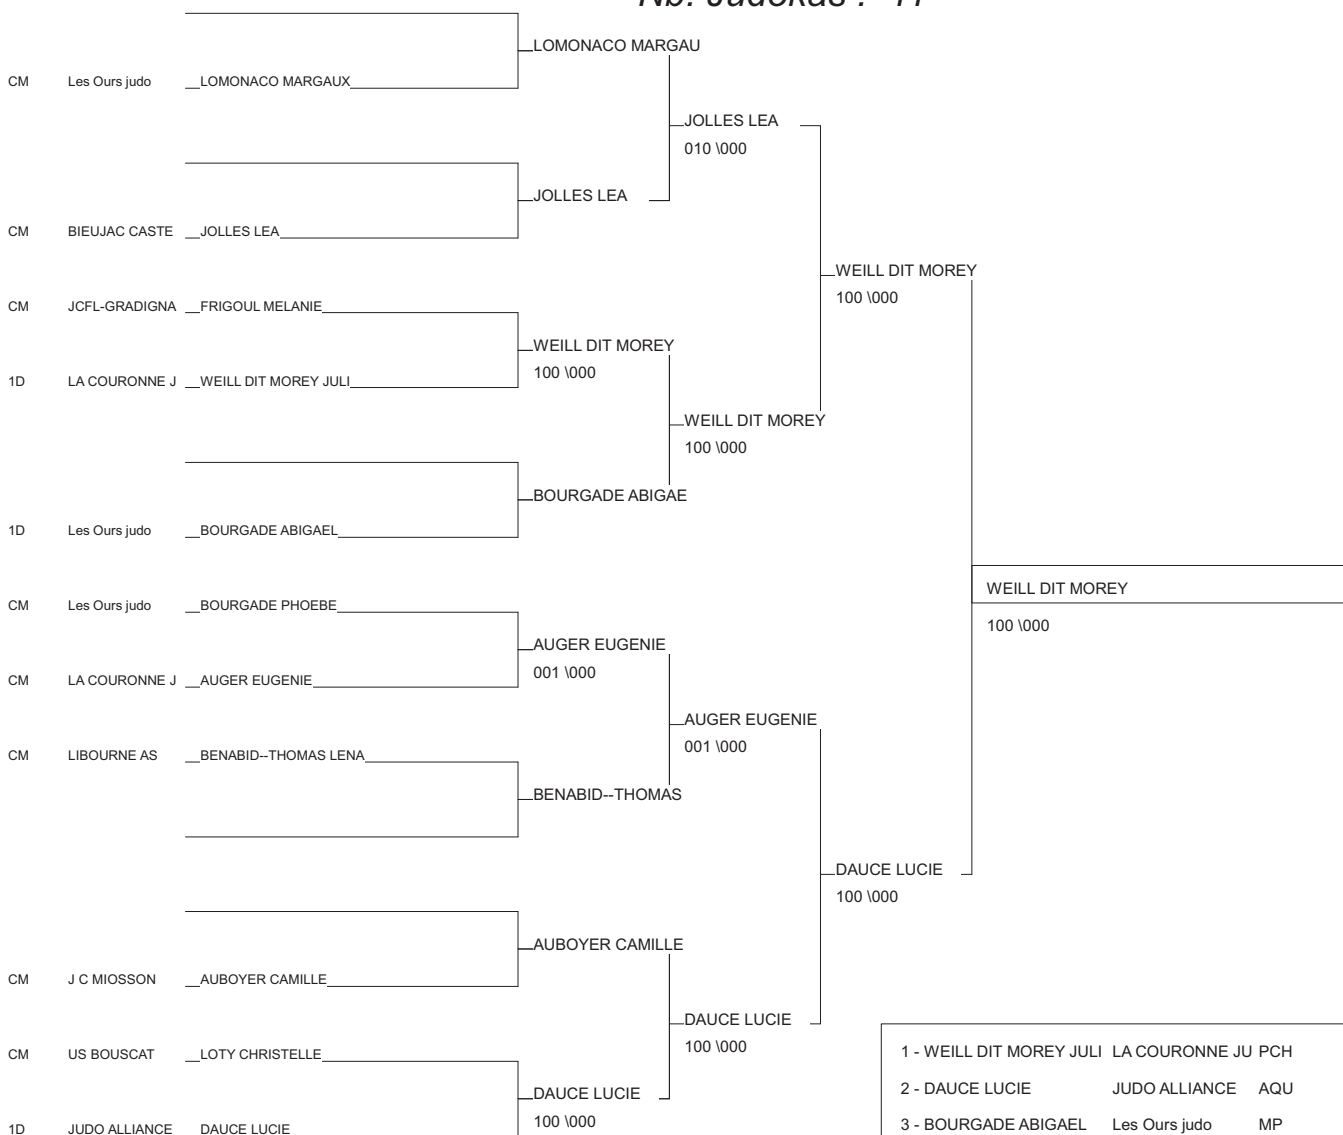 Nb. Judokas : 11
LOMONACO MARGAU
CM Les Ours judo LOMONACO MARGAUX
JOLLES LEA
010 \000
JOLLES LEA
CM BIEUJAC CASTE JOLLES LEA
WEILL DIT MOREY
100 \000
CM JCFL-GRADIGNA FRIGOUL MELANIE
WEILL DIT MOREY
100 \000
1D LA COURONNE J WEILL DIT MOREY JULI
WEILL DIT MOREY
100 \000
BOURGADE ABIGAE
1D Les Ours judo BOURGADE ABIGAEL
WEILL DIT MOREY
100 \000
CM Les Ours judo BOURGADE PHOEBE
AUGER EUGENIE
001 \000
CM LA COURONNE J AUGER EUGENIE
AUGER EUGENIE
001 \000
CM LIBOURNE AS BENABID--THOMAS LENA
BENABID--THOMAS
DAUCE LUCIE
100 \000
AUBOYER CAMILLE
CM J C MIOSSON AUBOYER CAMILLE
DAUCE LUCIE
100 \000
CM US BOUSCAT LOTY CHRISTELLE
1 - WEILL DIT MOREY JULI LA COURONNE JU PCH
2 - DAUCE LUCIE JUDO ALLIANCE AQU
DAUCE LUCIE
100 \000
3 - BOURGADE ABIGAEL Les Ours judo MP
1D JUDO ALLIANCE DAUCE LUCIE